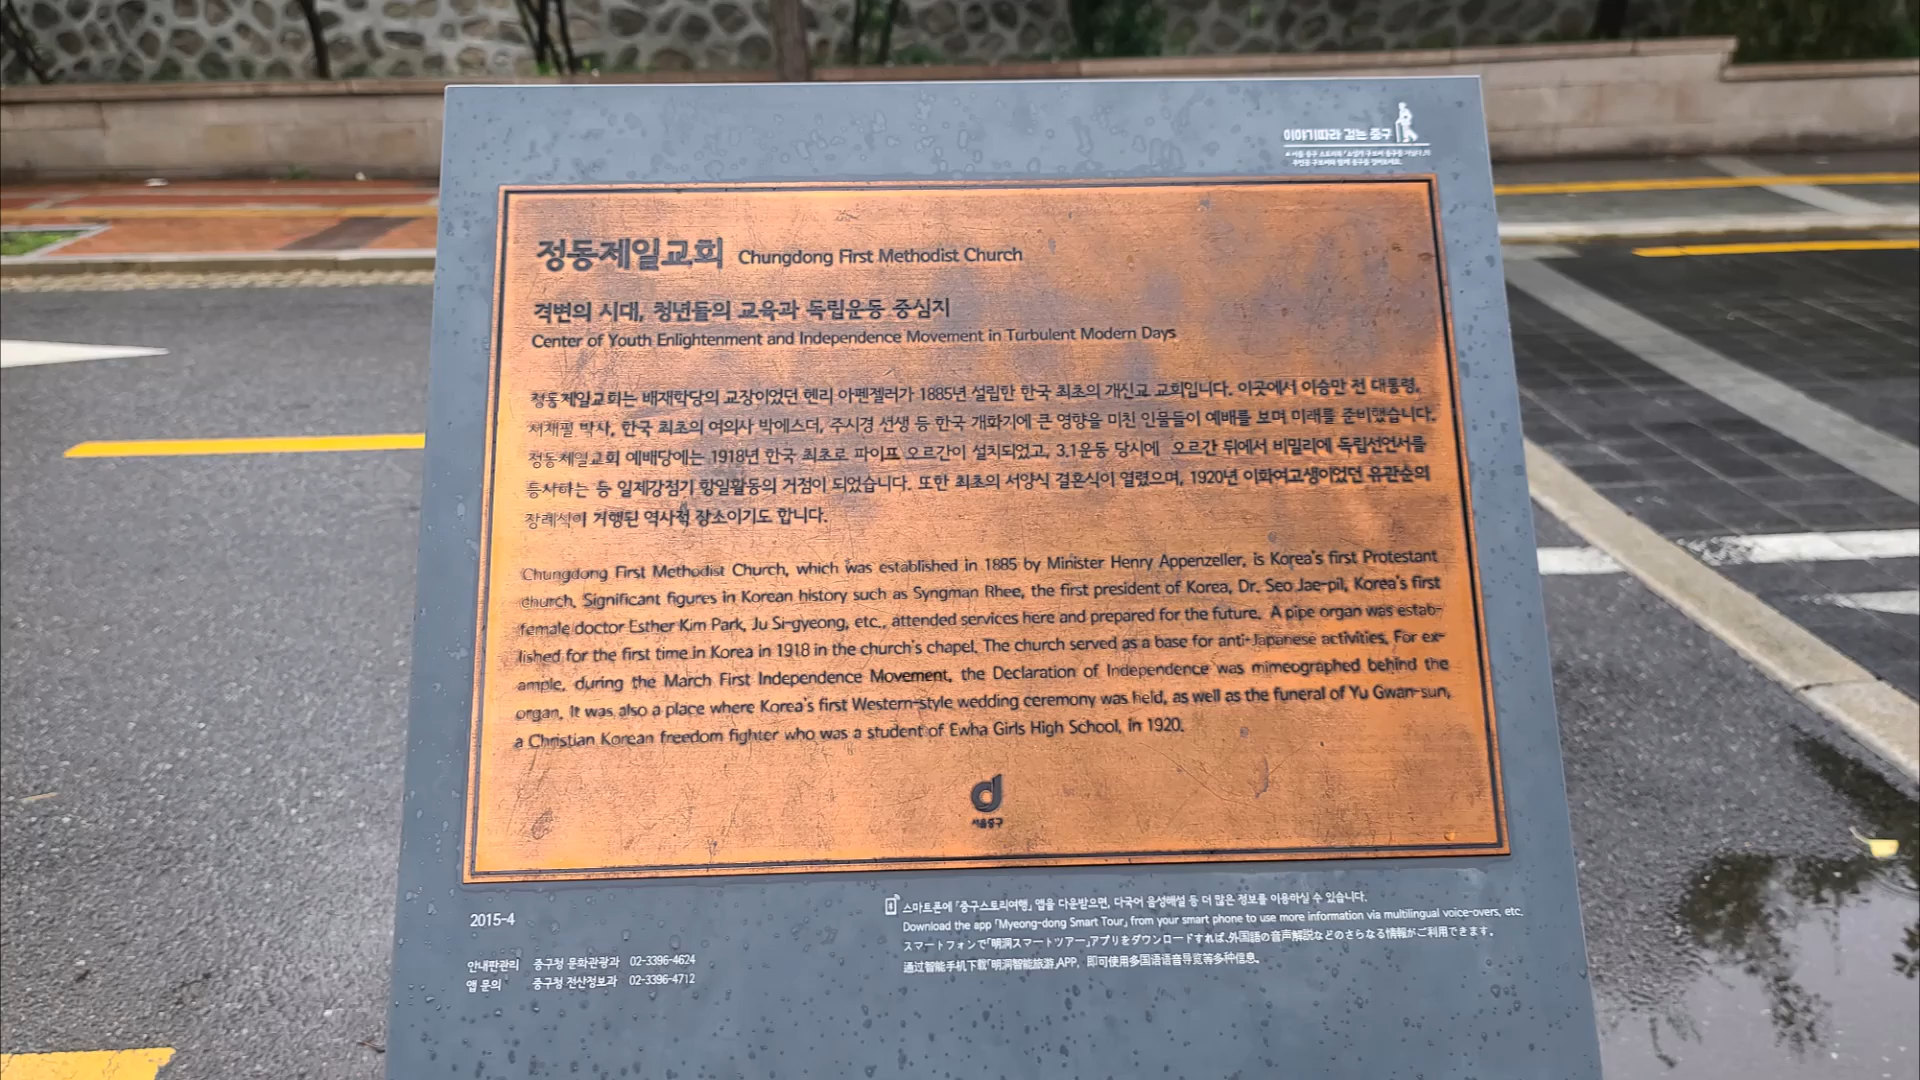 이야기따라 걷는 중구
정동제일교회 Chungdong First Methodist Church
격변의 시대, 청년들의 교육과 독립운동 중심지
Center of Youth Enlightenment and Independence Movement in Turbulent Modern Days
정동제일교회는 배재학당의 교장이었던 헨리 아펜젤러가 1885년 설립한 한국 최초의 개신교 교회입니다. 이곳에서 이승만 전 대통령,
서재필 박사, 한국 최초의 여의사 박에스더, 주시경 선생 등 한국 개화기에 큰 영향을 미친 인물들이 예배를 보며 미래를 준비했습니다.
정동제일교회 예배당에는 1918년 한국 최초로 파이프 오르간이 설치되었고, 3.1운동 당시에 오르간 뒤에서 비밀리에 독립선언서를
등사하는 등 일제강점기 항일활동의 거점이 되었습니다. 또한 최초의 서양식 결혼식이 열렸으며, 1920년 이화여고생이었던 유관순의
장례식이 거행된 역사적 장소이기도 합니다.
Chungdong First Methodist Church, which was established in 1885 by Minister Henry Appenzeller, is Korea's first Protestant
church. Significant figures in Korean history such as Syngman Rhee, the first president of Korea, Dr. Seo Jae-pil, Korea's first
female doctor Esther Kim Park, Ju Si-gyeong, etc., attended services here and prepared for the future. A pipe organ was estab-
lished for the first time in Korea in 1918 in the church's chapel. The church served as a base for anti-Japanese activities. For ex-
ample, during the March First Independence Movement, the Declaration of Independence was mimeographed behind the
organ. It was also a place where Korea's first Western-style wedding ceremony was held, as well as the funeral of Yu Gwan-sun,
a Christian Korean freedom fighter who was a student of Ewha Girls High School, in 1920.
서울중구
2015-4
안내판관리 중구청 문화관광과 02-3396-4624
앱 문의 중구청 전산정보과 02-3396-4712
스마트폰에 「중구스토리여행」 앱을 다운받으면, 다국어 음성해설 등 더 많은 정보를 이용하실 수 있습니다.
Download the app 「Myeong-dong Smart Tour」 from your smart phone to use more information via multilingual voice-overs, etc.
スマートフォンで「明洞スマートツアー」アプリをダウンロードすれば、外国語の音声解説などのさらなる情報がご利用できます。
通过智能手机下载「明洞智能旅游」APP, 即可使用多国语语音导览等多种信息。